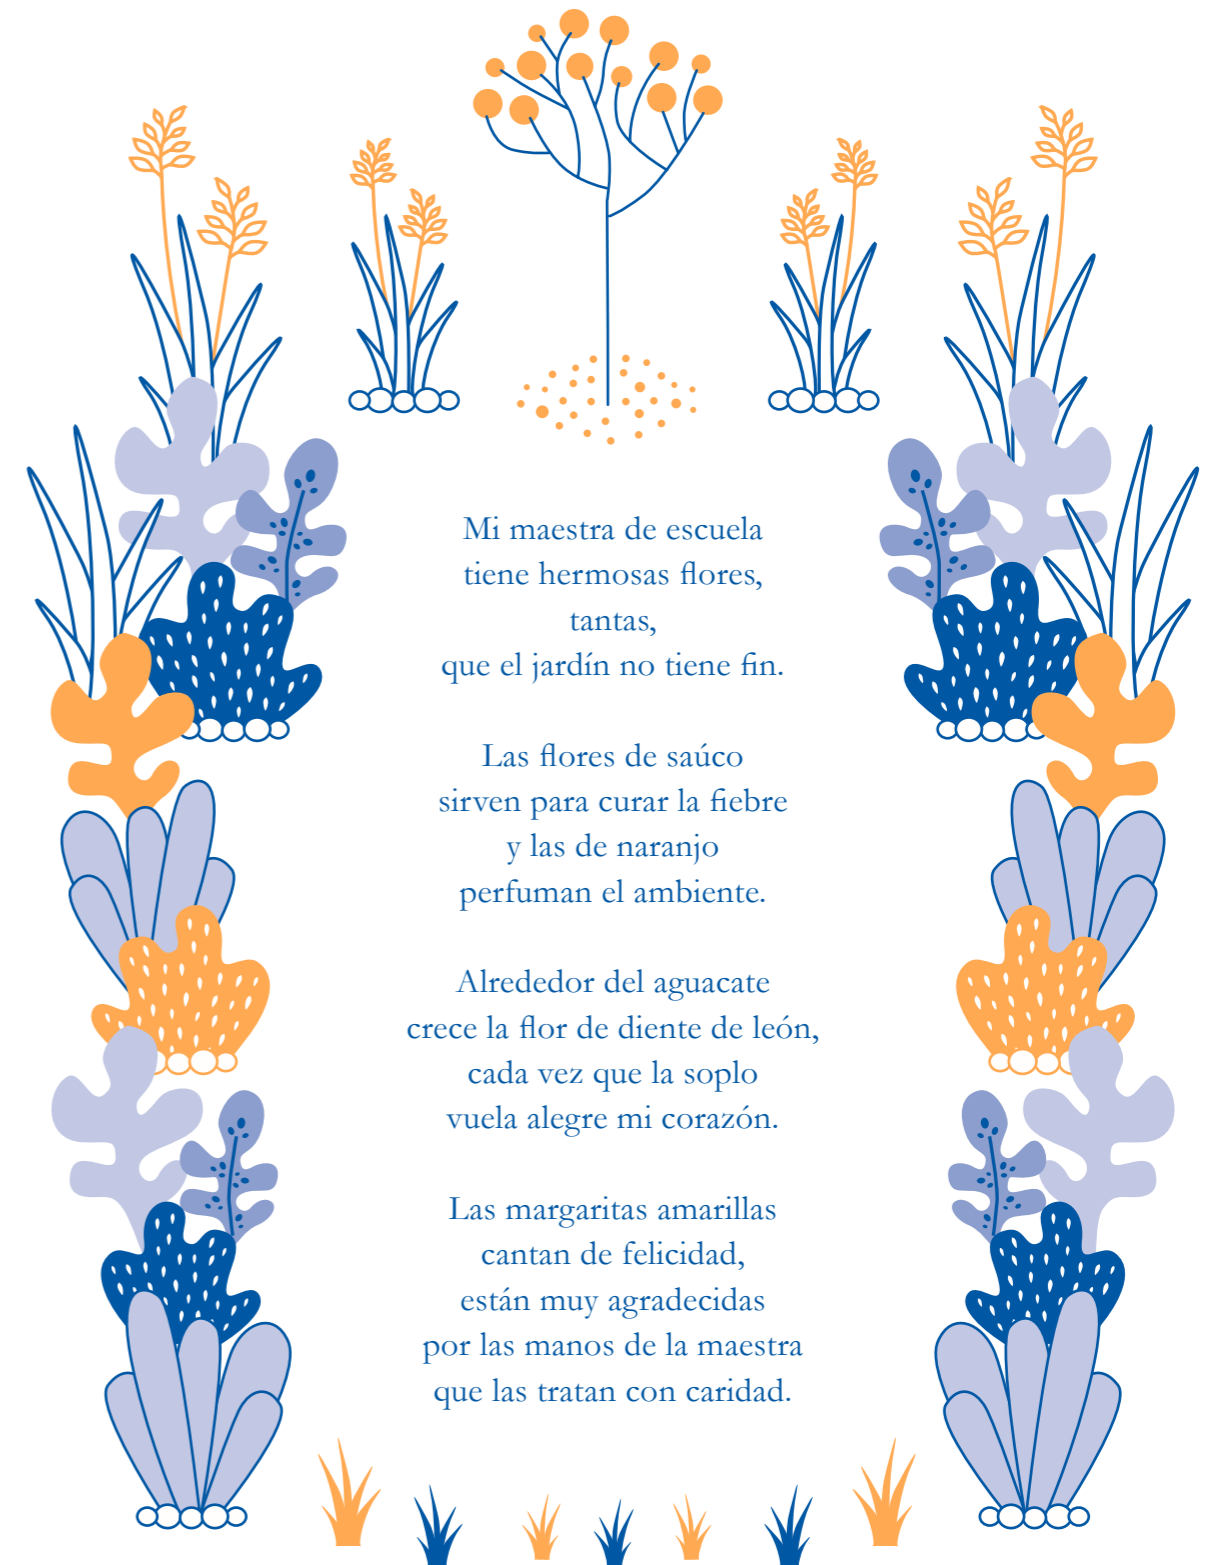 Mi maestra de escuela
tiene hermosas flores,
tantas,
que el jardín no tiene fin.
Las flores de saúco
sirven para curar la fiebre
y las de naranjo
perfuman el ambiente.
Alrededor del aguacate
crece la flor de diente de león,
cada vez que la soplo
vuela alegre mi corazón.
Las margaritas amarillas
cantan de felicidad,
están muy agradecidas
por las manos de la maestra
que las tratan con caridad.